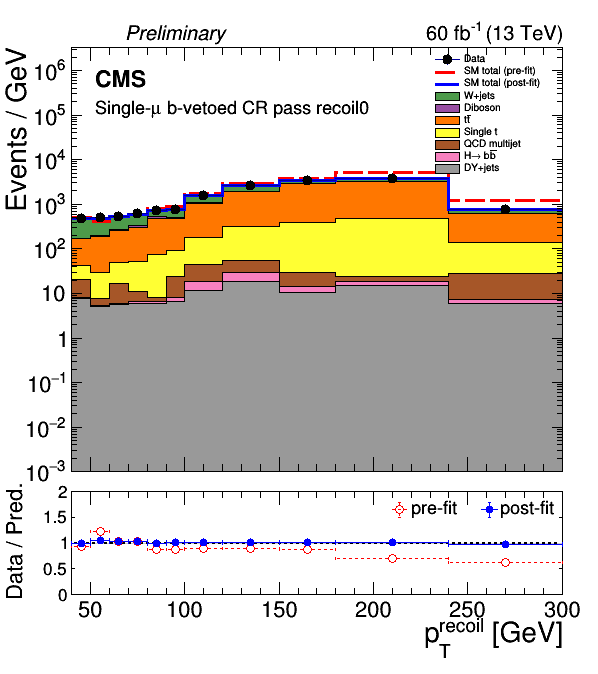 Preliminary 60 fb⁻¹ (13 TeV)
CMS
Single-μ b-vetoed CR pass recoil0
Data
SM total (pre-fit)
SM total (post-fit)
W+jets
Diboson
tt̅
Single t
QCD multijet
H→ bb̅
DY+jets
Events / GeV
10⁶
10⁵
10⁴
10³
10²
10
1
10⁻¹
10⁻²
10⁻³
Data / Pred.
2
1.5
1
0.5
0
pre-fit post-fit
50 100 150 200 250 300
p_T^recoil [GeV]